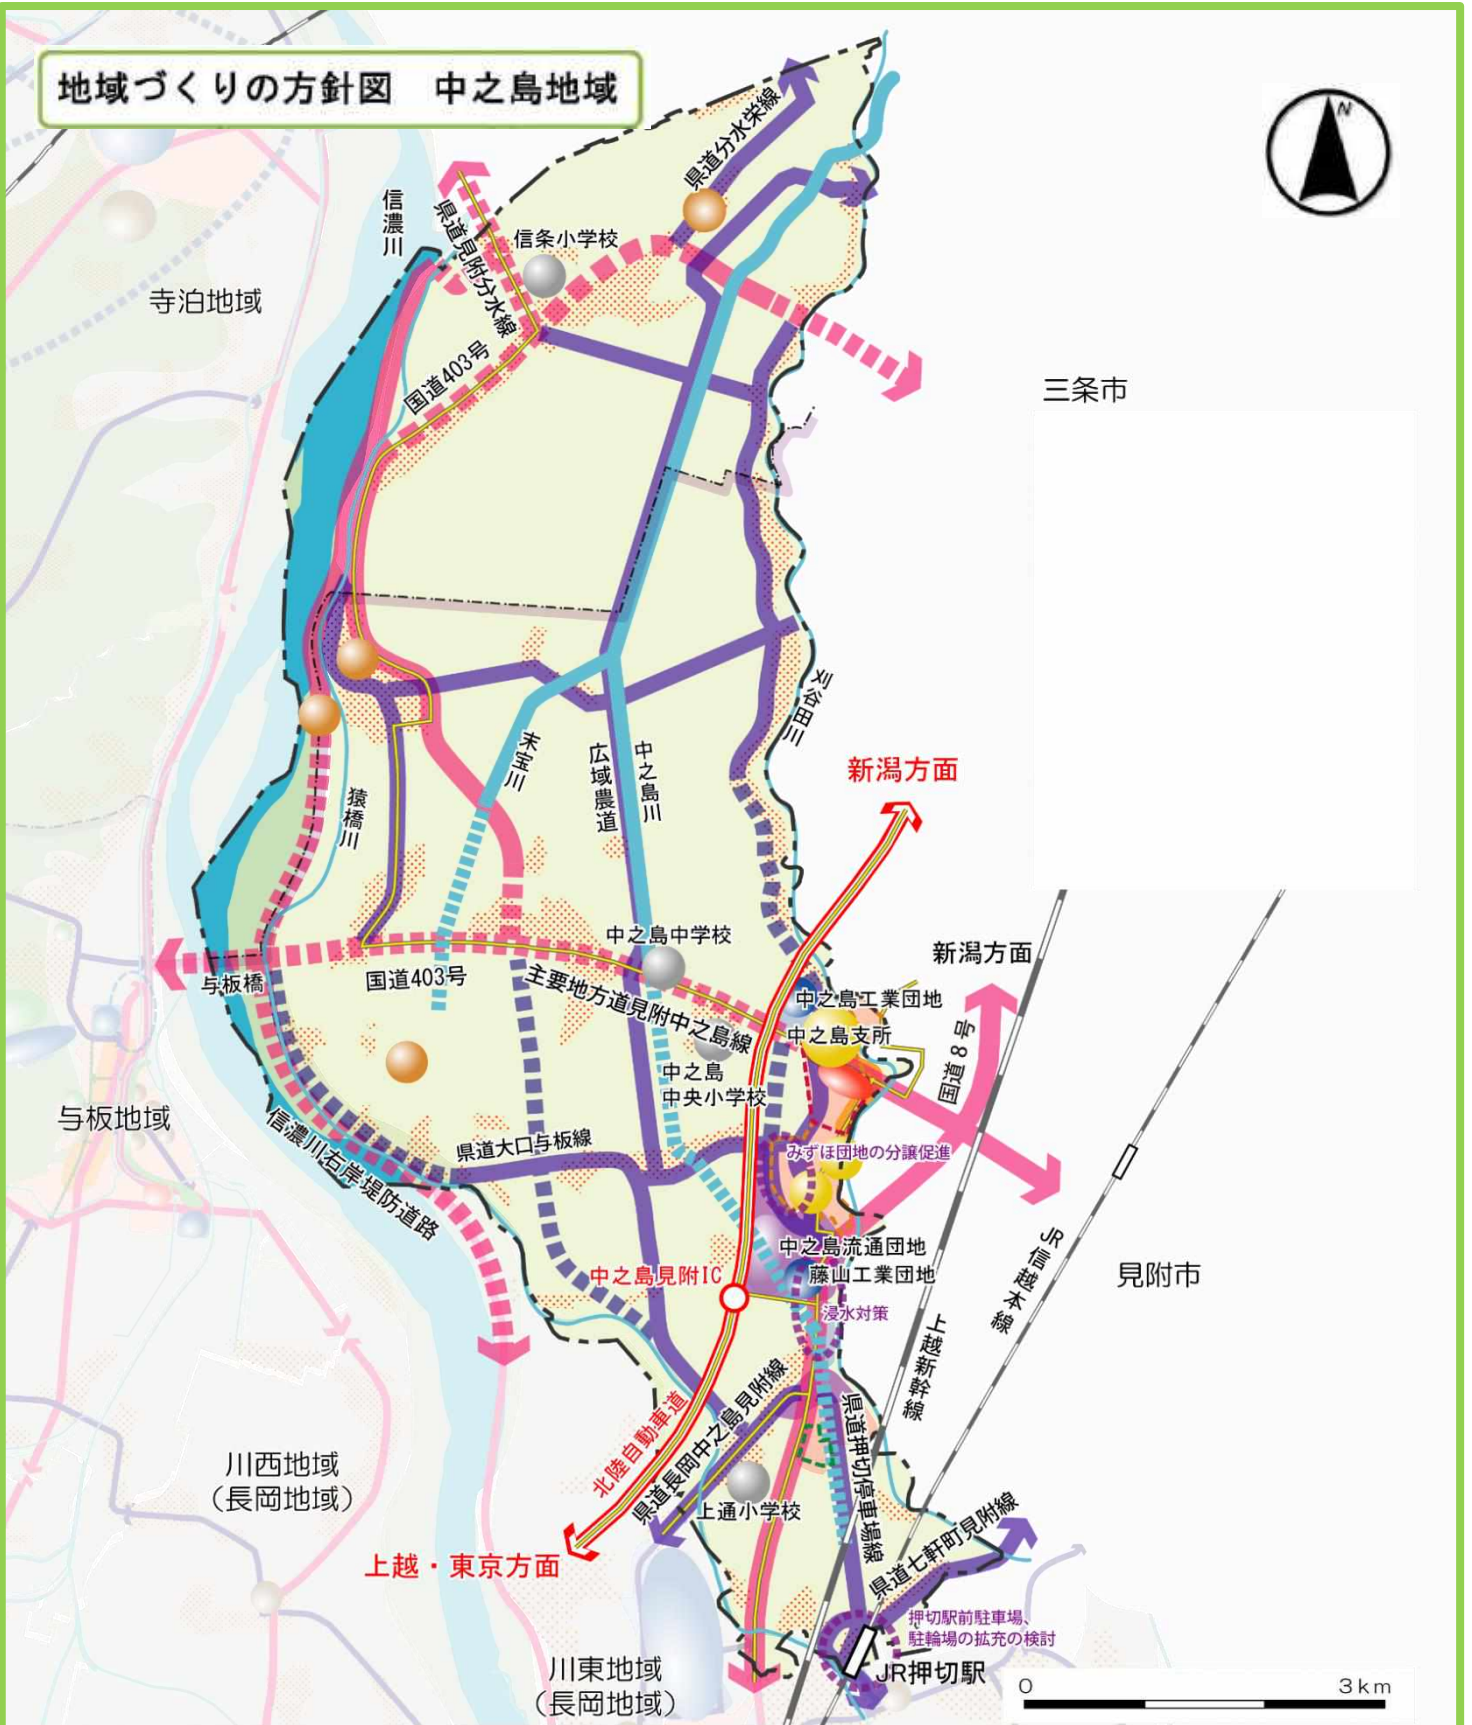 地域づくりの方針図　中之島地域
N
県道分水栄線
信濃川
県道見附分水線
信条小学校
寺泊地域
国道403号
三条市
刈谷田川
末宝川
広域農道
中之島川
新潟方面
猿橋川
中之島中学校
新潟方面
与板橋
国道403号
主要地方道見附中之島線
中之島工業団地
中之島支所
国道8号
中之島
中央小学校
与板地域
信濃川右岸堤防道路
県道大口与板線
みずほ団地の分譲促進
中之島流通団地
中之島見附IC
藤山工業団地
浸水対策
JR信越本線
見附市
上越新幹線
北陸自動車道
県道長岡中之島見附線
県道押切停車場線
川西地域
(長岡地域)
上通小学校
上越・東京方面
県道七軒町見附線
押切駅前駐車場、
駐輪場の拡充の検討
JR押切駅
川東地域
(長岡地域)
0
3km